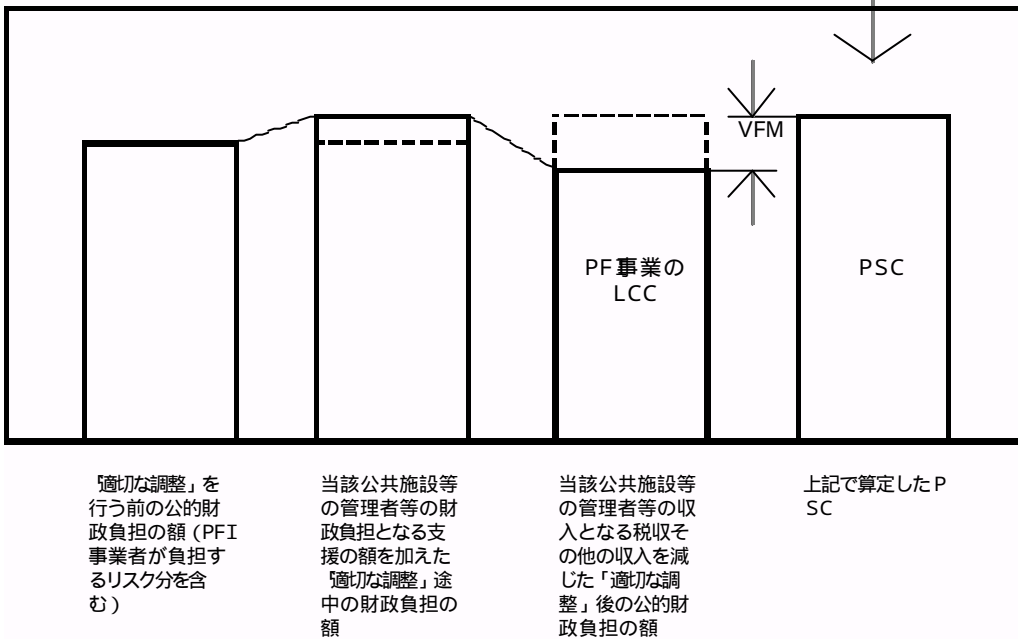 VFM
PF事業の
LCC
PSC
「適切な調整」を
行う前の公的財
政負担の額（PFI
事業者が負担す
るリスク分を含
む）
当該公共施設等
の管理者等の財
政負担となる支
援の額を加えた
「適切な調整」途
中の財政負担の
額
当該公共施設等
の管理者等の収
入となる税収そ
の他の収入を減
じた「適切な調
整」後の公的財
政負担の額
上記で算定したP
SC